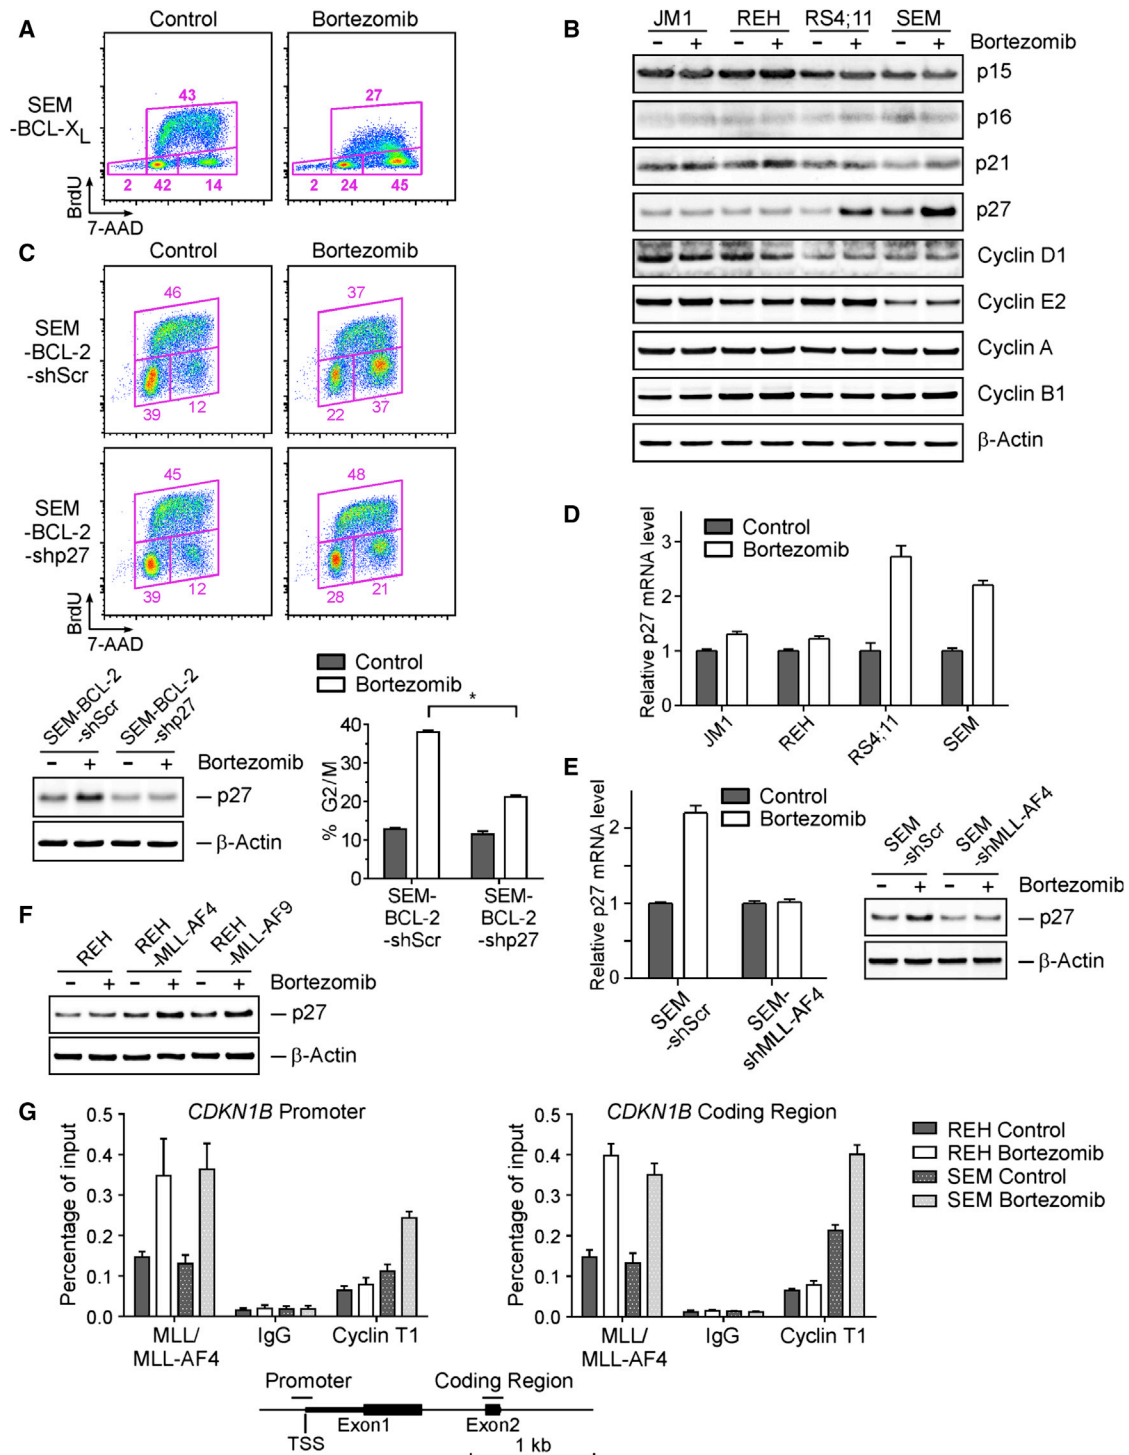 A
Control
Bortezomib
SEM
-BCL-XL
43
2
42
14
27
2
24
45
BrdU
7-AAD
B
JM1
REH
RS4;11
SEM
- + - + - + - +
Bortezomib
p15
p16
p21
p27
Cyclin D1
Cyclin E2
Cyclin A
Cyclin B1
β-Actin
C
Control
Bortezomib
SEM
-BCL-2
-shScr
46
39
12
37
22
37
SEM
-BCL-2
-shp27
45
39
12
48
28
21
BrdU
7-AAD
SEM-BCL-2
-shScr
SEM-BCL-2
-shp27
- + - +
Bortezomib
p27
β-Actin
Control
Bortezomib
*
% G2/M
40
30
20
10
0
SEM-
BCL-2
-shScr
SEM-
BCL-2
-shp27
D
Control
Bortezomib
Relative p27 mRNA level
3
2
1
0
JM1
REH
RS4;11
SEM
E
Control
Bortezomib
Relative p27 mRNA level
2
1
0
SEM
-shScr
SEM-
shMLL-AF4
SEM
-shScr
SEM
-shMLL-AF4
- + - +
Bortezomib
p27
β-Actin
F
REH
REH
-MLL-AF4
REH
-MLL-AF9
- + - + - +
Bortezomib
p27
β-Actin
G
CDKN1B Promoter
Percentage of input
0.5
0.4
0.3
0.2
0.1
0.0
MLL/
MLL-AF4
IgG
Cyclin T1
CDKN1B Coding Region
Percentage of input
0.5
0.4
0.3
0.2
0.1
0.0
MLL/
MLL-AF4
IgG
Cyclin T1
REH Control
REH Bortezomib
SEM Control
SEM Bortezomib
Promoter
Coding Region
Exon1
Exon2
TSS
1 kb